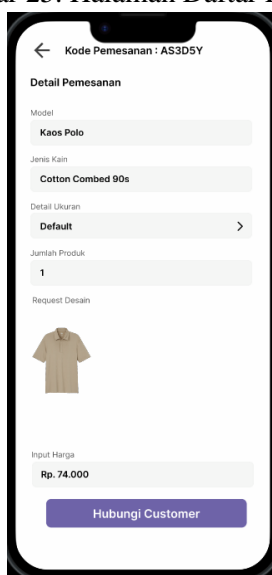 Kode Pemesanan : AS3D5Y
Detail Pemesanan
Model
Kaos Polo
Jenis Kain
Cotton Combed 90s
Detail Ukuran
Default
Jumlah Produk
1
Request Desain
Input Harga
Rp. 74.000
Hubungi Customer